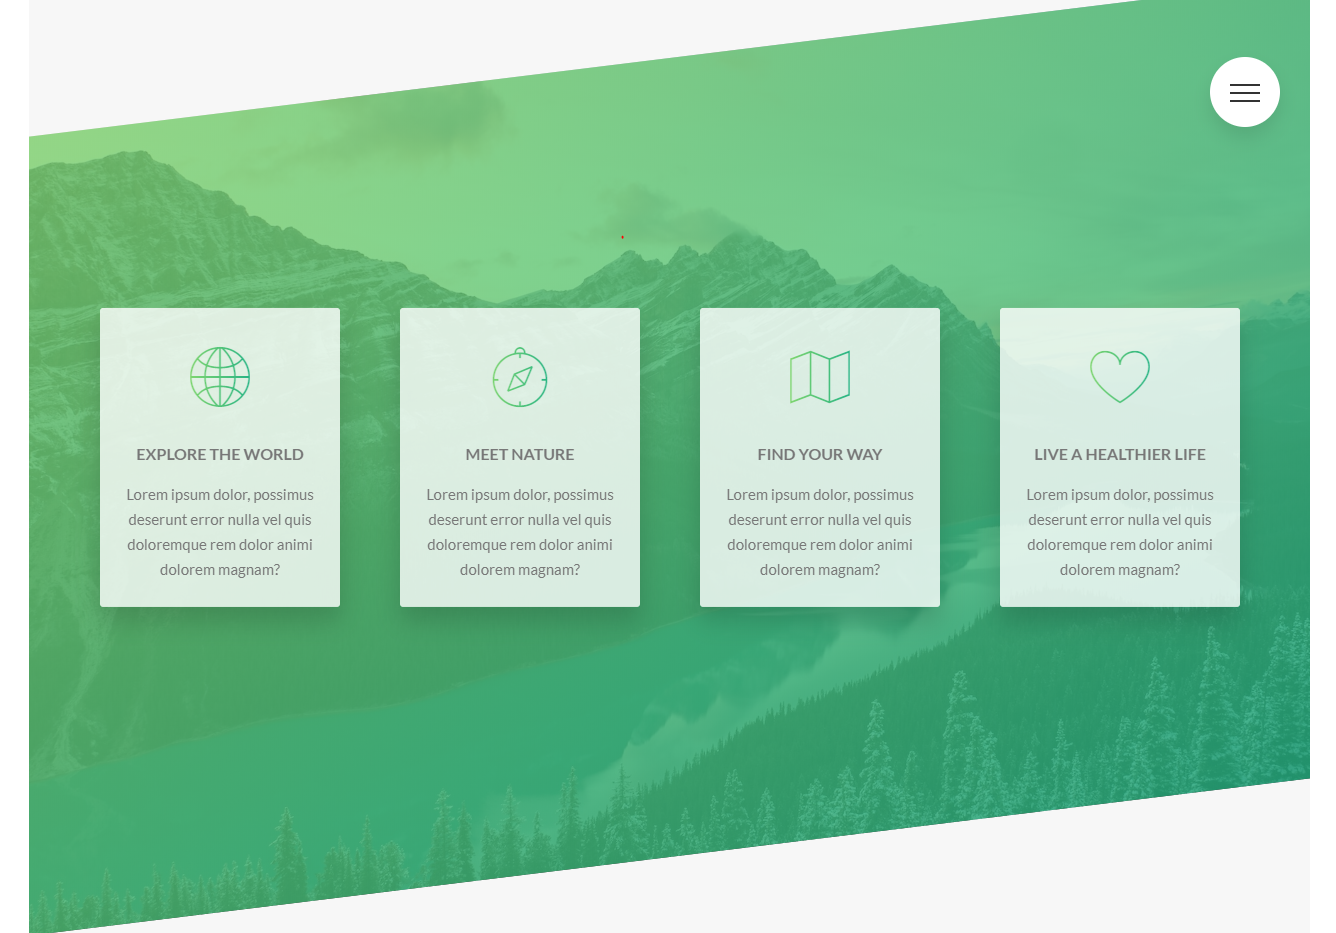 EXPLORE THE WORLD
Lorem ipsum dolor, possimus
deserunt error nulla vel quis
doloremque rem dolor animi
dolorem magnam?
MEET NATURE
Lorem ipsum dolor, possimus
deserunt error nulla vel quis
doloremque rem dolor animi
dolorem magnam?
FIND YOUR WAY
Lorem ipsum dolor, possimus
deserunt error nulla vel quis
doloremque rem dolor animi
dolorem magnam?
LIVE A HEALTHIER LIFE
Lorem ipsum dolor, possimus
deserunt error nulla vel quis
doloremque rem dolor animi
dolorem magnam?